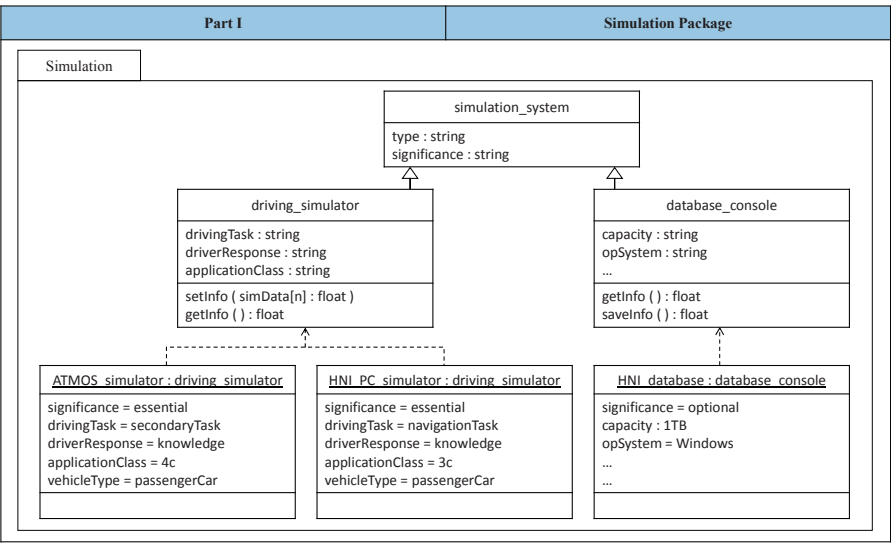 Part I
Simulation Package
Simulation
simulation_system
type : string
significance : string
driving_simulator
drivingTask : string
driverResponse : string
applicationClass : string
setInfo ( simData[n] : float )
getInfo ( ) : float
database_console
capacity : string
opSystem : string
...
getInfo ( ) : float
saveInfo ( ) : float
ATMOS_simulator : driving_simulator
significance = essential
drivingTask = secondaryTask
driverResponse = knowledge
applicationClass = 4c
vehicleType = passengerCar
HNI_PC_simulator : driving_simulator
significance = essential
drivingTask = navigationTask
driverResponse = knowledge
applicationClass = 3c
vehicleType = passengerCar
HNI_database : database_console
significance = optional
capacity : 1TB
opSystem = Windows
...
...